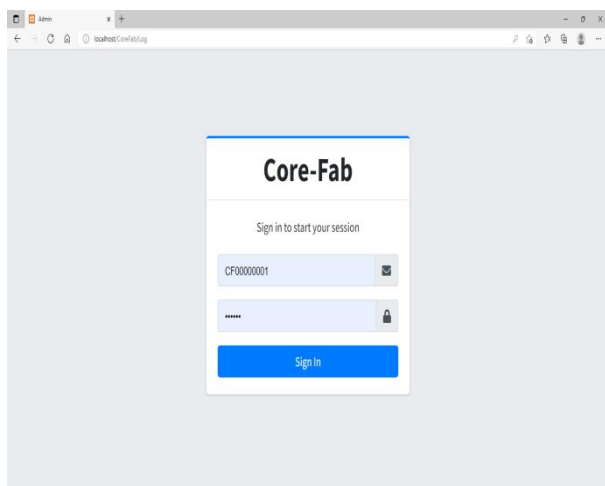 Admin
localhost/Corefab/Log
Core-Fab
Sign in to start your session
CF00000001
••••••
Sign In